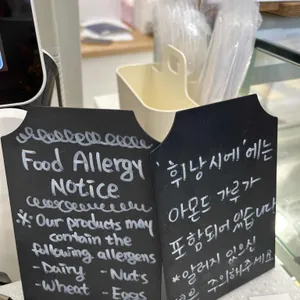 Food Allergy
Notice
※: Our products may
contain the
following allergens
- Dairy - Nuts
- Wheat - Eggs
'휘낭시에'에는
아몬드 가루가
포함되어 있습니다
*알러지 있으신
분은 주의해주세요